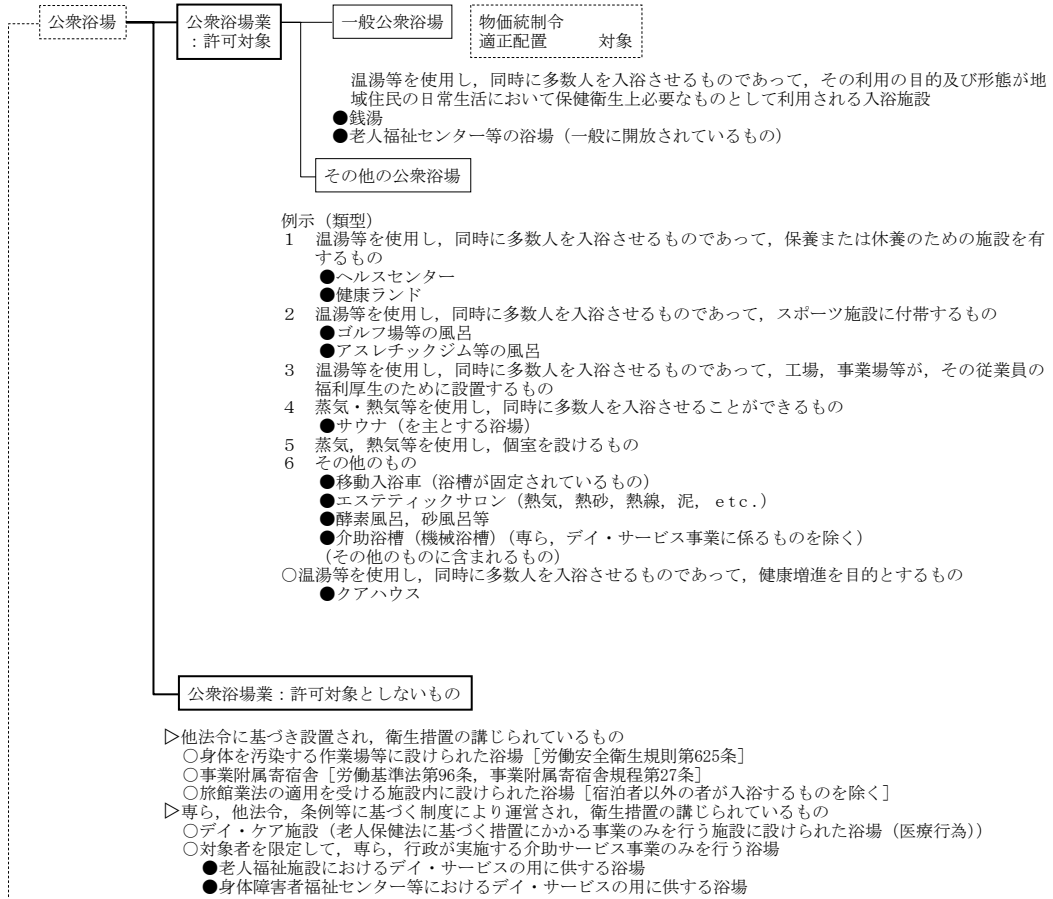 公衆浴場
公衆浴場業
：許可対象
一般公衆浴場
物価統制令
適正配置　　　対象
温湯等を使用し，同時に多数人を入浴させるものであって，その利用の目的及び形態が地
域住民の日常生活において保健衛生上必要なものとして利用される入浴施設
●銭湯
●老人福祉センター等の浴場（一般に開放されているもの）
その他の公衆浴場
例示（類型）
1　温湯等を使用し，同時に多数人を入浴させるものであって，保養または休養のための施設を有
するもの
●ヘルスセンター
●健康ランド
2　温湯等を使用し，同時に多数人を入浴させるものであって，スポーツ施設に付帯するもの
●ゴルフ場等の風呂
●アスレチックジム等の風呂
3　温湯等を使用し，同時に多数人を入浴させるものであって，工場，事業場等が，その従業員の
福利厚生のために設置するもの
4　蒸気・熱気等を使用し，同時に多数人を入浴させることができるもの
●サウナ（を主とする浴場）
5　蒸気，熱気等を使用し，個室を設けるもの
6　その他のもの
●移動入浴車（浴槽が固定されているもの）
●エステティックサロン（熱気，熱砂，熱線，泥，etc.）
●酵素風呂，砂風呂等
●介助浴槽（機械浴槽）（専ら，デイ・サービス事業に係るものを除く）
（その他のものに含まれるもの）
○温湯等を使用し，同時に多数人を入浴させるものであって，健康増進を目的とするもの
●クアハウス
公衆浴場業：許可対象としないもの
▷他法令に基づき設置され，衛生措置の講じられているもの
○身体を汚染する作業場等に設けられた浴場［労働安全衛生規則第625条］
○事業附属寄宿舎［労働基準法第96条，事業附属寄宿舎規程第27条］
○旅館業法の適用を受ける施設内に設けられた浴場［宿泊者以外の者が入浴するものを除く］
▷専ら，他法令，条例等に基づく制度により運営され，衛生措置の講じられているもの
○デイ・ケア施設（老人保健法に基づく措置にかかる事業のみを行う施設に設けられた浴場（医療行為））
○対象者を限定して，専ら，行政が実施する介助サービス事業のみを行う浴場
●老人福祉施設におけるデイ・サービスの用に供する浴場
●身体障害者福祉センター等におけるデイ・サービスの用に供する浴場